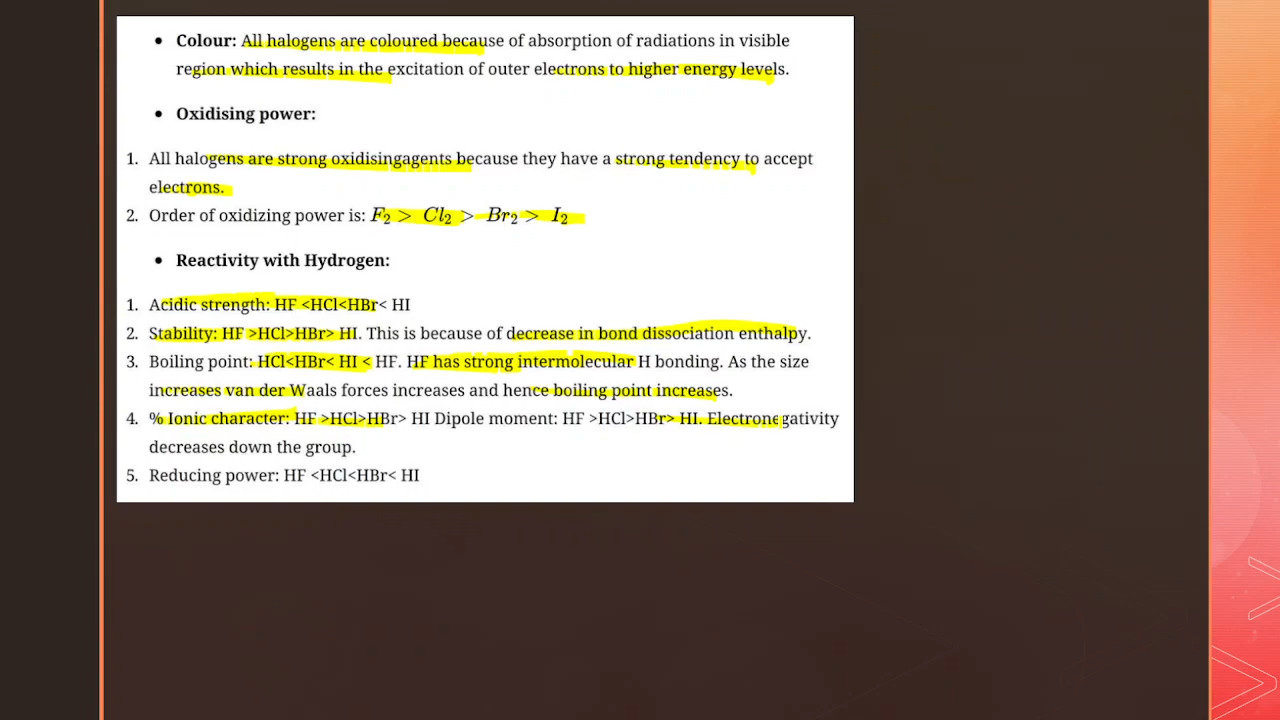 • Colour: All halogens are coloured because of absorption of radiations in visible
region which results in the excitation of outer electrons to higher energy levels.
• Oxidising power:
1. All halogens are strong oxidisingagents because they have a strong tendency to accept
electrons.
2. Order of oxidizing power is: F₂ > Cl₂ > Br₂ > I₂
• Reactivity with Hydrogen:
1. Acidic strength: HF <HCl<HBr< HI
2. Stability: HF >HCl>HBr> HI. This is because of decrease in bond dissociation enthalpy.
3. Boiling point: HCl<HBr< HI < HF. HF has strong intermolecular H bonding. As the size
increases van der Waals forces increases and hence boiling point increases.
4. % Ionic character: HF >HCl>HBr> HI Dipole moment: HF >HCl>HBr> HI. Electronegativity
decreases down the group.
5. Reducing power: HF <HCl<HBr< HI